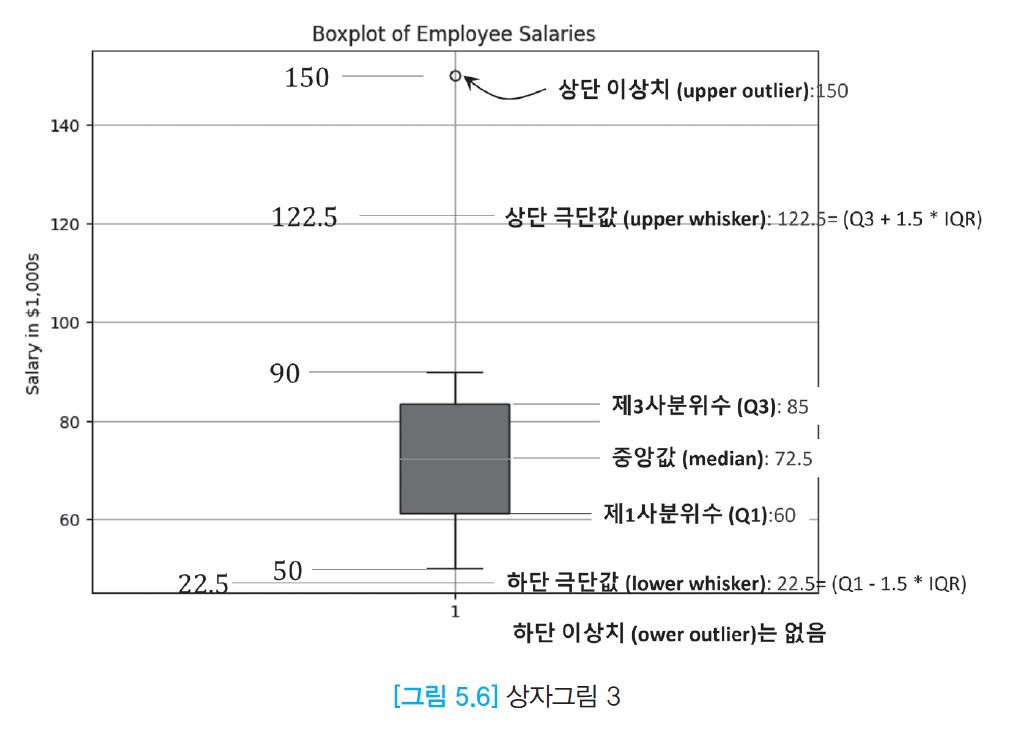 Boxplot of Employee Salaries
150
상단 이상치 (upper outlier):150
140
122.5
상단 극단값 (upper whisker): 122.5= (Q3 + 1.5 * IQR)
120
Salary in $1,000s
100
90
제3사분위수 (Q3): 85
80
중앙값 (median): 72.5
제1사분위수 (Q1):60
60
50
22.5
하단 극단값 (lower whisker): 22.5= (Q1 - 1.5 * IQR)
1
하단 이상치 (ower outlier)는 없음
[그림 5.6] 상자그림 3